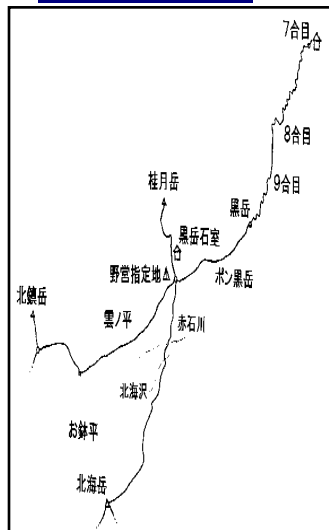 7合目
8合目
9合目
桂月岳
黒岳
黒岳石室
野営指定地
ポン黒岳
北鎮岳
雲ノ平
赤石川
北海沢
お鉢平
北海岳